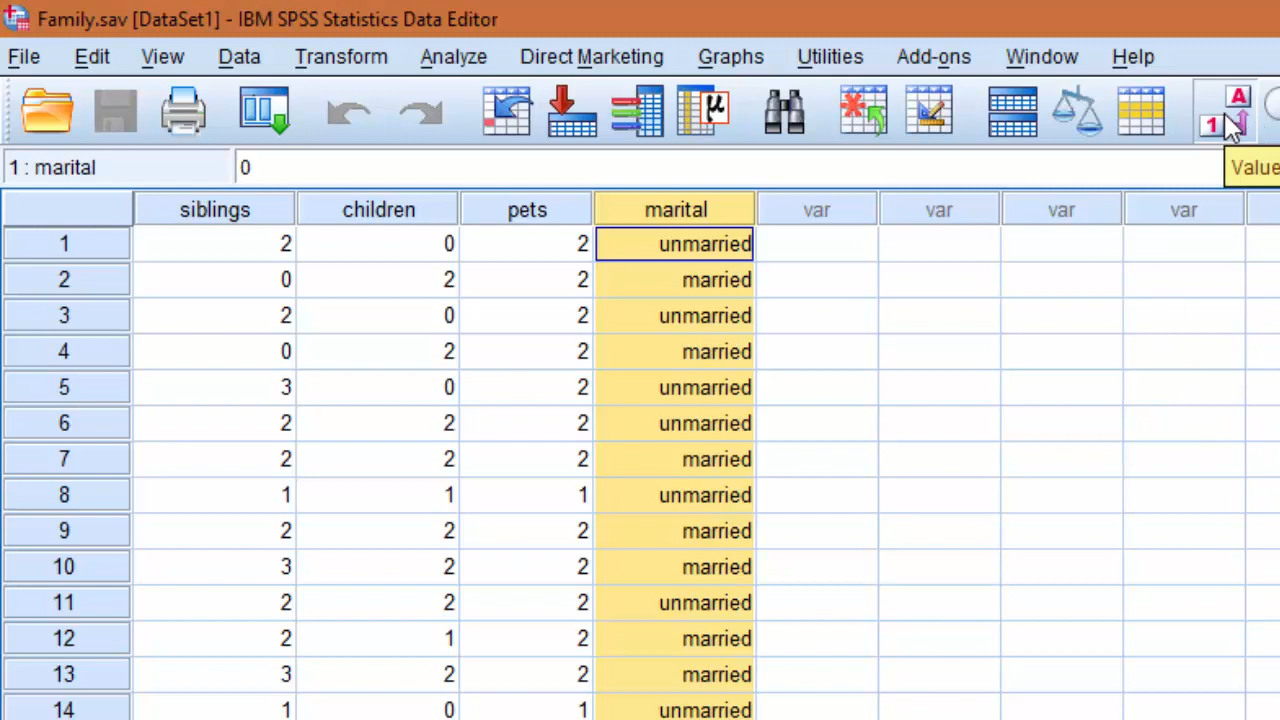 Family.sav [DataSet1] - IBM SPSS Statistics Data Editor
File Edit View Data Transform Analyze Direct Marketing Graphs Utilities Add-ons Window Help
μ A
1
1 : marital 0 Value
siblings children pets marital var var var var
1 2 0 2 unmarried
2 0 2 2 married
3 2 0 2 unmarried
4 0 2 2 married
5 3 0 2 unmarried
6 2 2 2 unmarried
7 2 2 2 married
8 1 1 1 unmarried
9 2 2 2 married
10 3 2 2 married
11 2 2 2 unmarried
12 2 1 2 married
13 3 2 2 married
14 1 0 1 unmarried